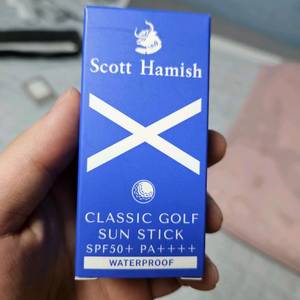 Scott Hamish
CLASSIC GOLF
SUN STICK
SPF50+ PA++++
WATERPROOF